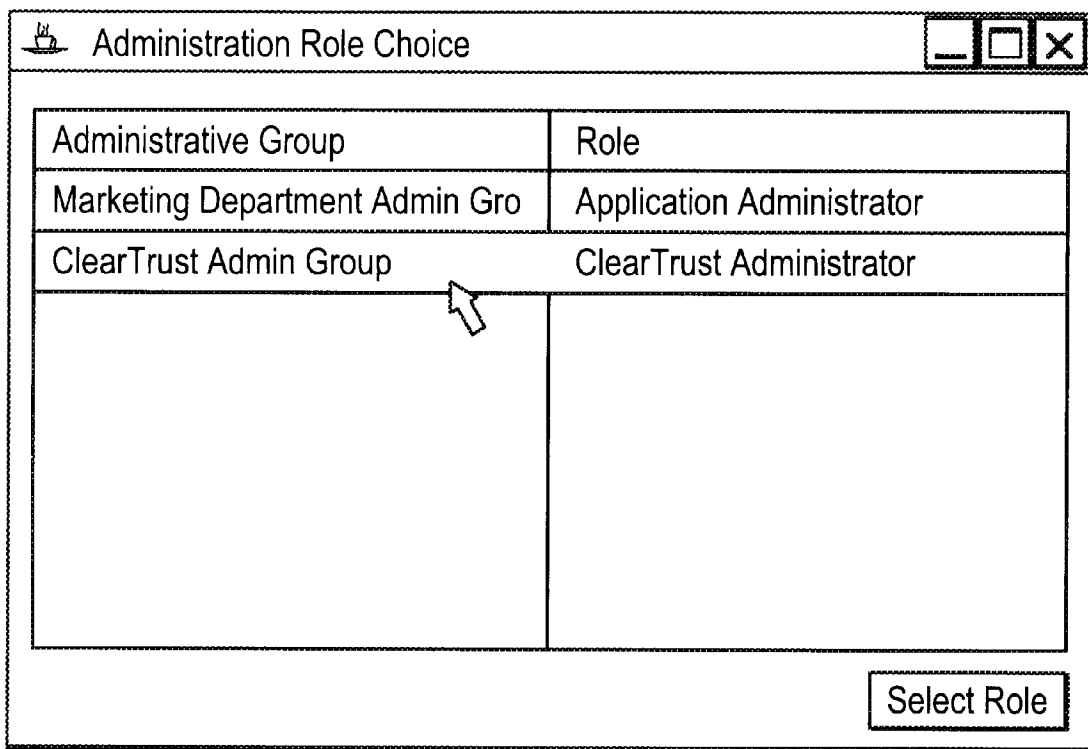 Administration Role Choice
Administrative Group Role
Marketing Department Admin Gro Application Administrator
ClearTrust Admin Group ClearTrust Administrator
Select Role